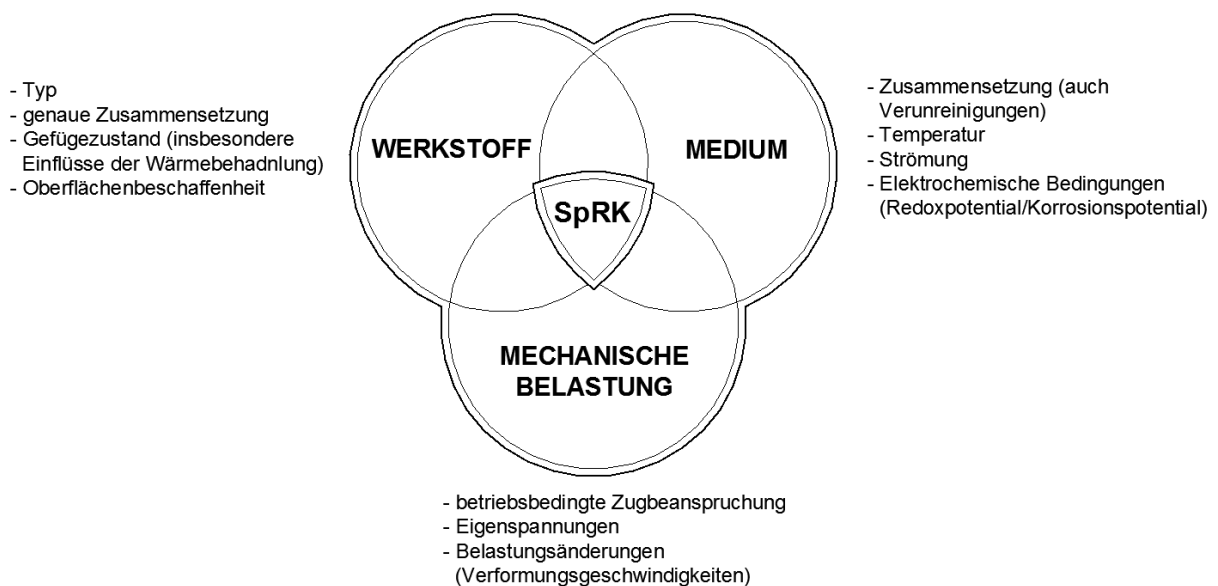 - Typ
- genaue Zusammensetzung
- Gefügezustand (insbesondere
Einflüsse der Wärmebehadnlung)
- Oberflächenbeschaffenheit
WERKSTOFF
MEDIUM
SpRK
MECHANISCHE
BELASTUNG
- Zusammensetzung (auch
Verunreinigungen)
- Temperatur
- Strömung
- Elektrochemische Bedingungen
(Redoxpotential/Korrosionspotential)
- betriebsbedingte Zugbeanspruchung
- Eigenspannungen
- Belastungsänderungen
(Verformungsgeschwindigkeiten)